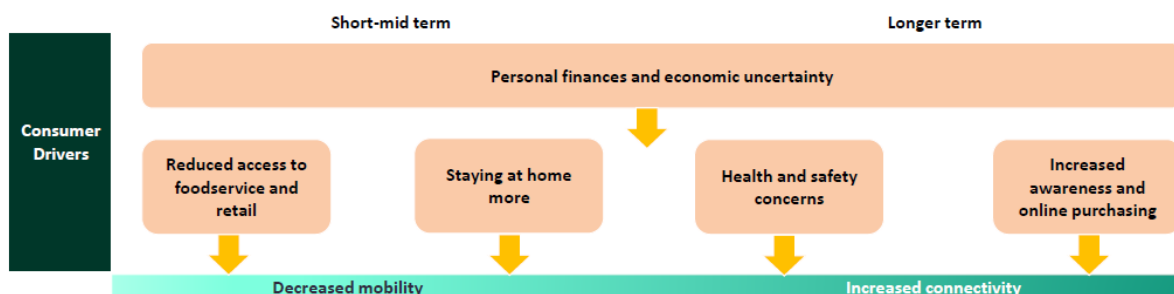 Short-mid term
Longer term
Personal finances and economic uncertainty
Consumer
Drivers
Reduced access to
foodservice and
retail
Staying at home
more
Health and safety
concerns
Increased
awareness and
online purchasing
Decreased mobility
Increased connectivity